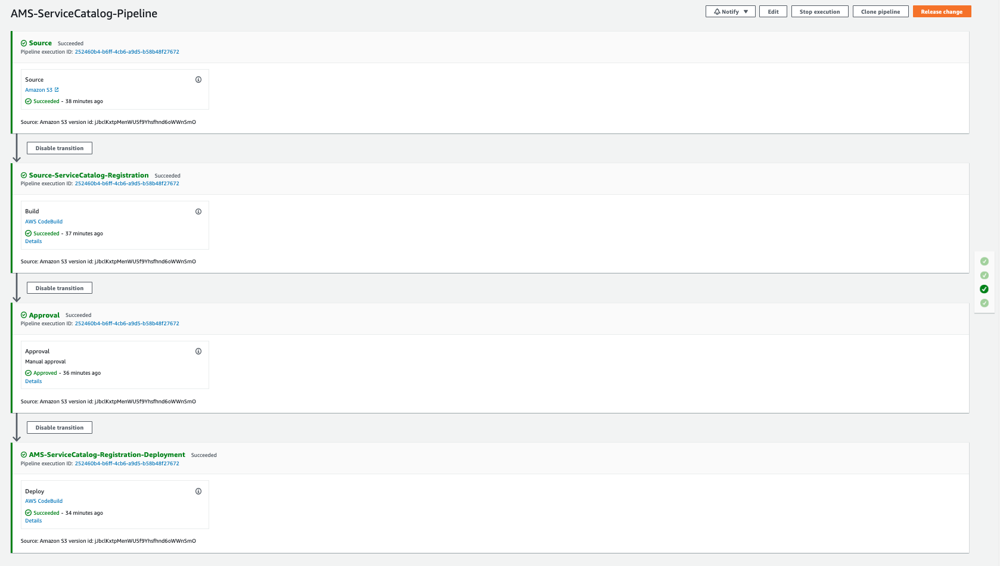 AMS-ServiceCatalog-Pipeline
Notify
Edit
Stop execution
Clone pipeline
Release change
Source Succeeded
Pipeline execution ID: 252460b4-b6ff-4cb6-a9d5-b58b48f27672
Source
Amazon S3
Succeeded - 38 minutes ago
Source: Amazon S3 version id: jJbclKxtpMenWU5f9Yhsfhnd6oWWnSmO
Disable transition
Source-ServiceCatalog-Registration Succeeded
Pipeline execution ID: 252460b4-b6ff-4cb6-a9d5-b58b48f27672
Build
AWS CodeBuild
Succeeded - 37 minutes ago
Details
Source: Amazon S3 version id: jJbclKxtpMenWU5f9Yhsfhnd6oWWnSmO
Disable transition
Approval Succeeded
Pipeline execution ID: 252460b4-b6ff-4cb6-a9d5-b58b48f27672
Approval
Manual approval
Approved - 36 minutes ago
Details
Source: Amazon S3 version id: jJbclKxtpMenWU5f9Yhsfhnd6oWWnSmO
Disable transition
AMS-ServiceCatalog-Registration-Deployment Succeeded
Pipeline execution ID: 252460b4-b6ff-4cb6-a9d5-b58b48f27672
Deploy
AWS CodeBuild
Succeeded - 34 minutes ago
Details
Source: Amazon S3 version id: jJbclKxtpMenWU5f9Yhsfhnd6oWWnSmO